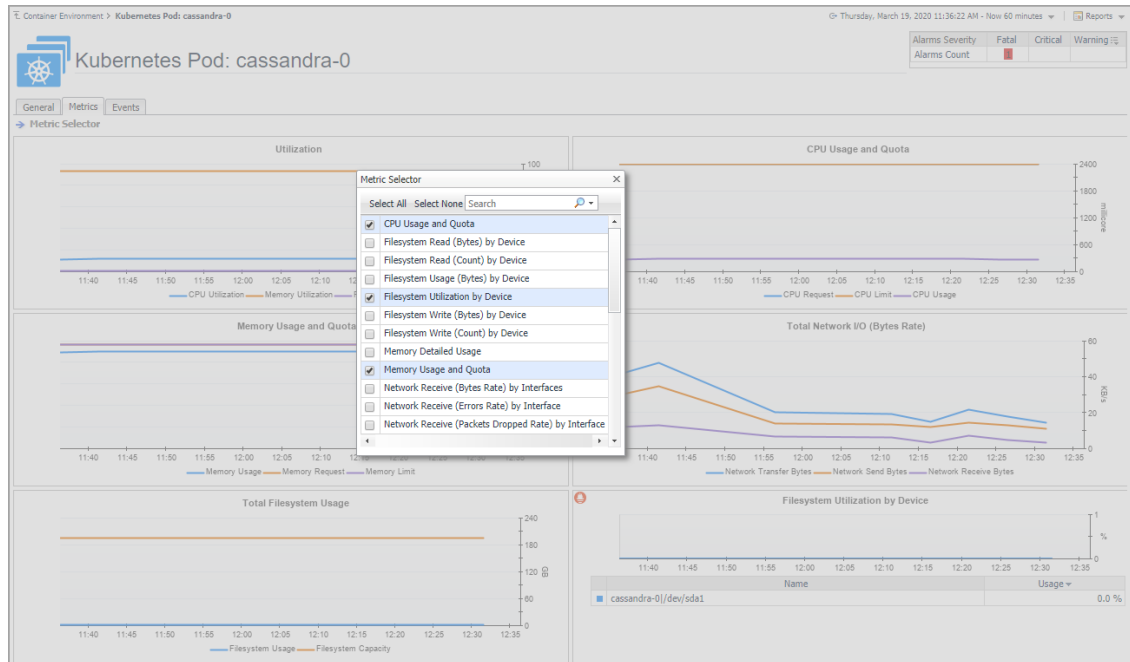 Container Environment > Kubernetes Pod: cassandra-0
Thursday, March 19, 2020 11:36:22 AM - Now 60 minutes
Reports
Kubernetes Pod: cassandra-0
Alarms Severity Fatal Critical Warning
Alarms Count 1
General Metrics Events
Metric Selector
Utilization
100
11:40 11:45 11:50 11:55 12:00 12:05 12:10
CPU Utilization Memory Utilization
CPU Usage and Quota
2400
1800
1200
600
0
millicore
11:40 11:45 11:50 11:55 12:00 12:05 12:10 12:15 12:20 12:25 12:30 12:35
CPU Request CPU Limit CPU Usage
Metric Selector
Select All Select None Search
CPU Usage and Quota
Filesystem Read (Bytes) by Device
Filesystem Read (Count) by Device
Filesystem Usage (Bytes) by Device
Filesystem Utilization by Device
Filesystem Write (Bytes) by Device
Filesystem Write (Count) by Device
Memory Detailed Usage
Memory Usage and Quota
Network Receive (Bytes Rate) by Interfaces
Network Receive (Errors Rate) by Interface
Network Receive (Packets Dropped Rate) by Interface
Memory Usage and Quota
11:40 11:45 11:50 11:55 12:00 12:05 12:10
Memory Usage Memory Request Memory Limit
Total Network I/O (Bytes Rate)
60
40
20
0
KB/s
11:40 11:45 11:50 11:55 12:00 12:05 12:10 12:15 12:20 12:25 12:30 12:35
Network Transfer Bytes Network Send Bytes Network Receive Bytes
Total Filesystem Usage
240
180
120
60
0
GB
11:40 11:45 11:50 11:55 12:00 12:05 12:10 12:15 12:20 12:25 12:30 12:35
Filesystem Usage Filesystem Capacity
Filesystem Utilization by Device
1
0
%
11:40 11:45 11:50 11:55 12:00 12:05 12:10 12:15 12:20 12:25 12:30 12:35
Name Usage
cassandra-0|/dev/sda1 0.0 %